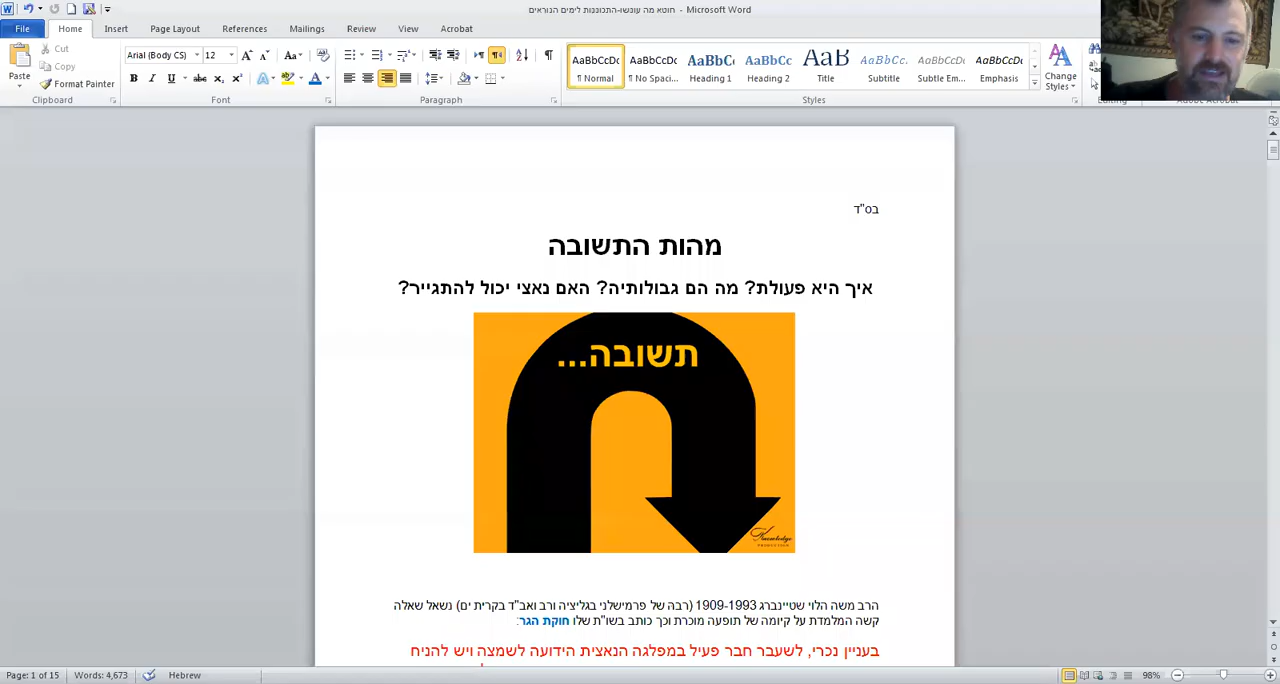 חוטא מה עונשו-התכוננות לימים הנוראים - Microsoft Word
File Home Insert Page Layout References Mailings Review View Acrobat
Paste
Cut
Copy
Format Painter
Clipboard
Arial (Body CS) 12
Font
Paragraph
AaBbCcDc AaBbCcDc AaBbC AaBbCc AaB AaBbCc. AaBbCcDc AaBbCcDc
¶ Normal ¶ No Spaci... Heading 1 Heading 2 Title Subtitle Subtle Em... Emphasis
Change Styles
Styles
Editing
בס"ד
מהות התשובה
איך היא פעולת? מה הם גבולותיה? האם נאצי יכול להתגייר?
תשובה...
Knowledge
הרב משה הלוי שטיינברג 1909-1993 (רבה של פרמישלני בגליציה ורב ואב"ד בקרית ים) נשאל שאלה
קשה המלמדת על קיומה של תופעה מוכרת וכך כותב בשו"ת שלו חוקת הגר:
בעניין נכרי, לשעבר חבר פעיל במפלגה הנאצית הידועה לשמצה ויש להניח
Page: 1 of 15 Words: 4,673 Hebrew 98%